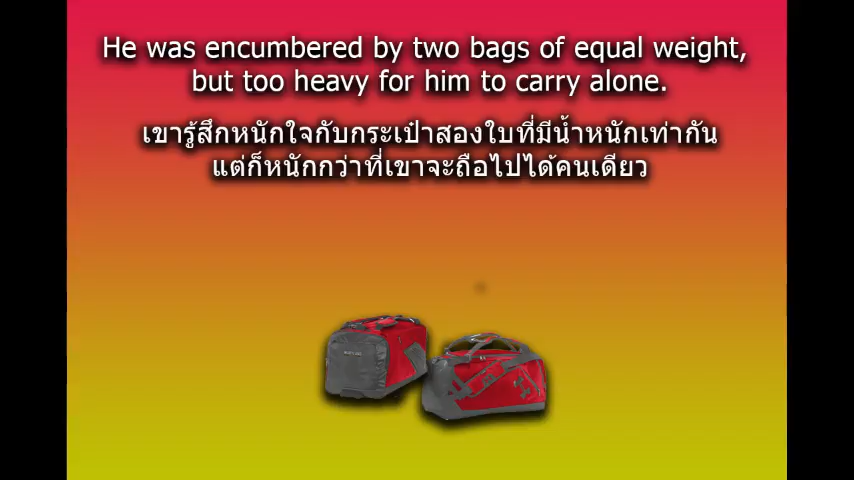 He was encumbered by two bags of equal weight,
but too heavy for him to carry alone.
เขารู้สึกหนักใจกับกระเป๋าสองใบที่มีน้ำหนักเท่ากัน
แต่ก็หนักกว่าที่เขาจะถือไปได้คนเดียว